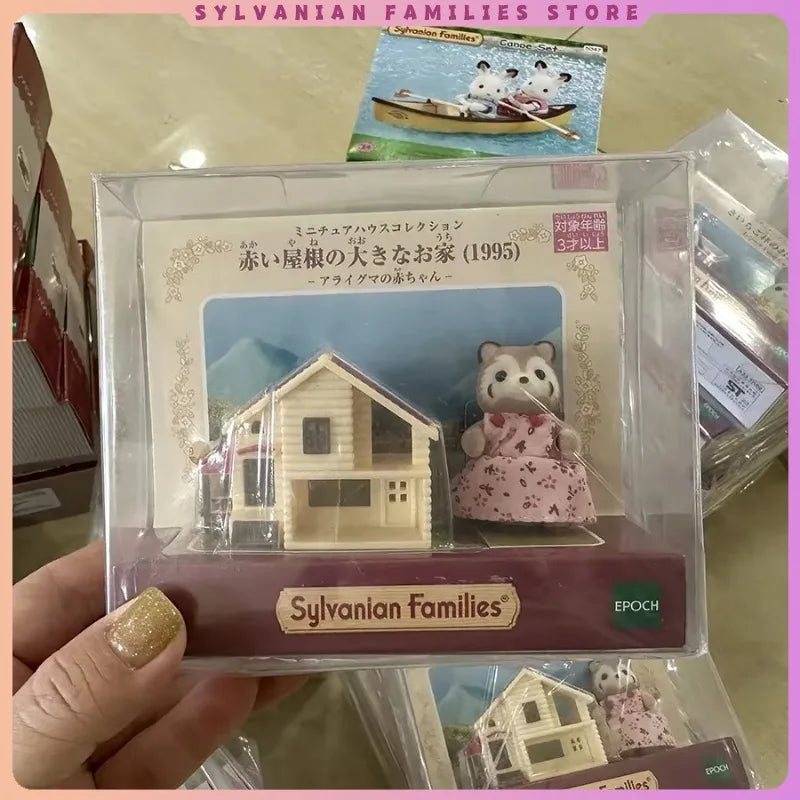 SYLVANIAN FAMILIES STORE
Sylvanian Families
Canoe Set
ミニチュアハウスコレクション
赤い屋根の大きなお家 (1995)
- アライグマの赤ちゃん -
対象年齢
3才以上
ST
EPOCH
Sylvanian Families®
EPOCH
EPOCH